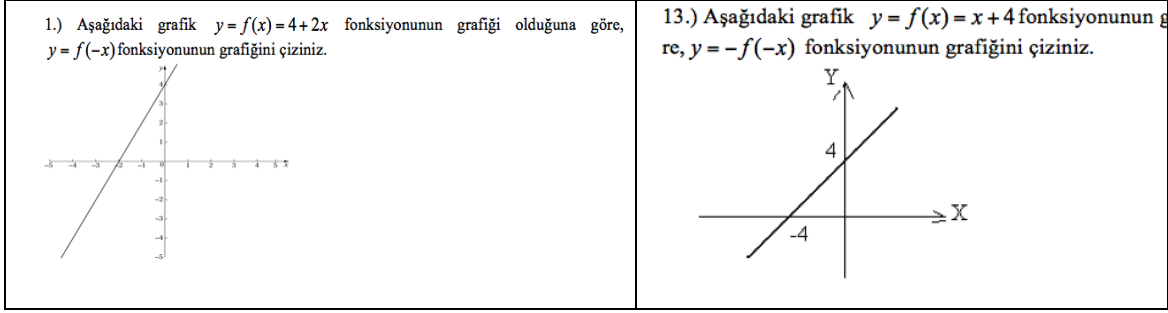 1.) Aşağıdaki grafik y = f(x) = 4 + 2x fonksiyonunun grafiği olduğuna göre,
y = f(−x) fonksiyonunun grafiğini çiziniz.
y
4
3
2
1
-5 -4 -3 -2 -1 0 1 2 3 4 5 x
-1
-2
-3
-4
-5
13.) Aşağıdaki grafik y = f(x) = x + 4 fonksiyonunun g
re, y = −f(−x) fonksiyonunun grafiğini çiziniz.
Y
4
X
-4